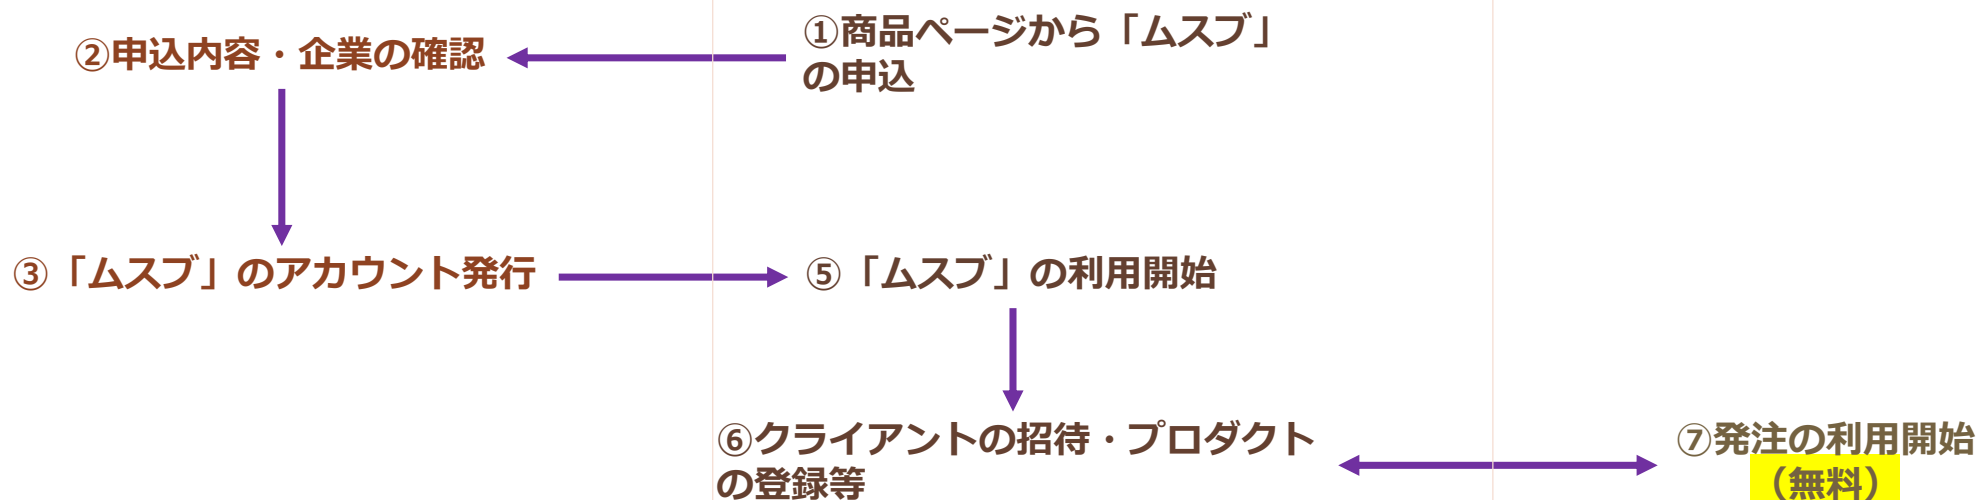 ①商品ページから「ムスブ」
の申込
②申込内容・企業の確認
③「ムスブ」のアカウント発行
⑤「ムスブ」の利用開始
⑥クライアントの招待・プロダクト
の登録等
⑦発注の利用開始
（無料）